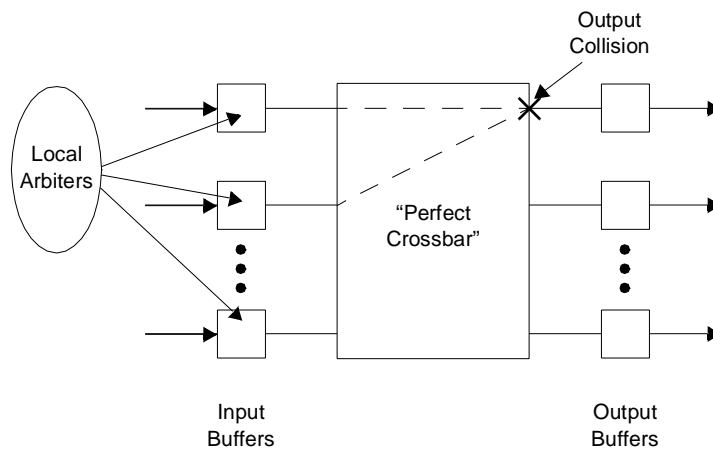 Output
Collision
Local
Arbiters
“Perfect
Crossbar”
Input
Buffers
Output
Buffers